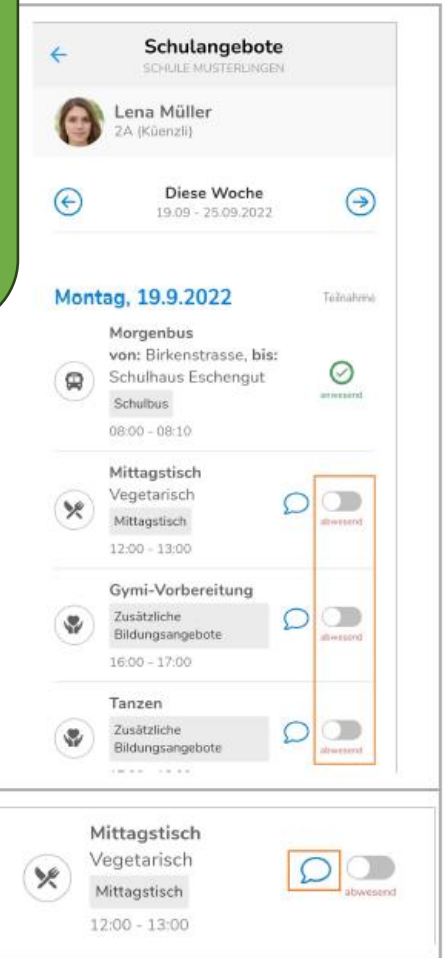 Schulangebote
SCHULE MUSTERLINGEN
Lena Müller
2A (Küenzli)
Diese Woche
19.09 - 25.09.2022
Montag, 19.9.2022
Teilnahme
Morgenbus
von: Birkenstrasse, bis:
Schulhaus Eschengut
Schulbus
anwesend
08:00 - 08:10
Mittagstisch
Vegetarisch
Mittagstisch
abwesend
12:00 - 13:00
Gymi-Vorbereitung
Zusätzliche
Bildungsangebote
abwesend
16:00 - 17:00
Tanzen
Zusätzliche
Bildungsangebote
abwesend
Mittagstisch
Vegetarisch
Mittagstisch
abwesend
12:00 - 13:00